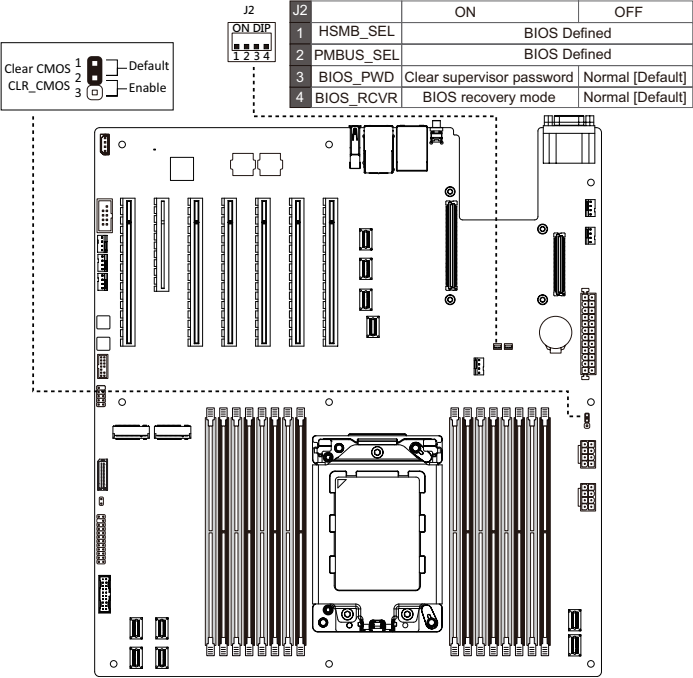 J2
ON DIP
1 2 3 4
J2 ON OFF
1 HSMB_SEL BIOS Defined
2 PMBUS_SEL BIOS Defined
3 BIOS_PWD Clear supervisor password Normal [Default]
4 BIOS_RCVR BIOS recovery mode Normal [Default]
Clear CMOS 1 Default
CLR_CMOS 2
3 Enable